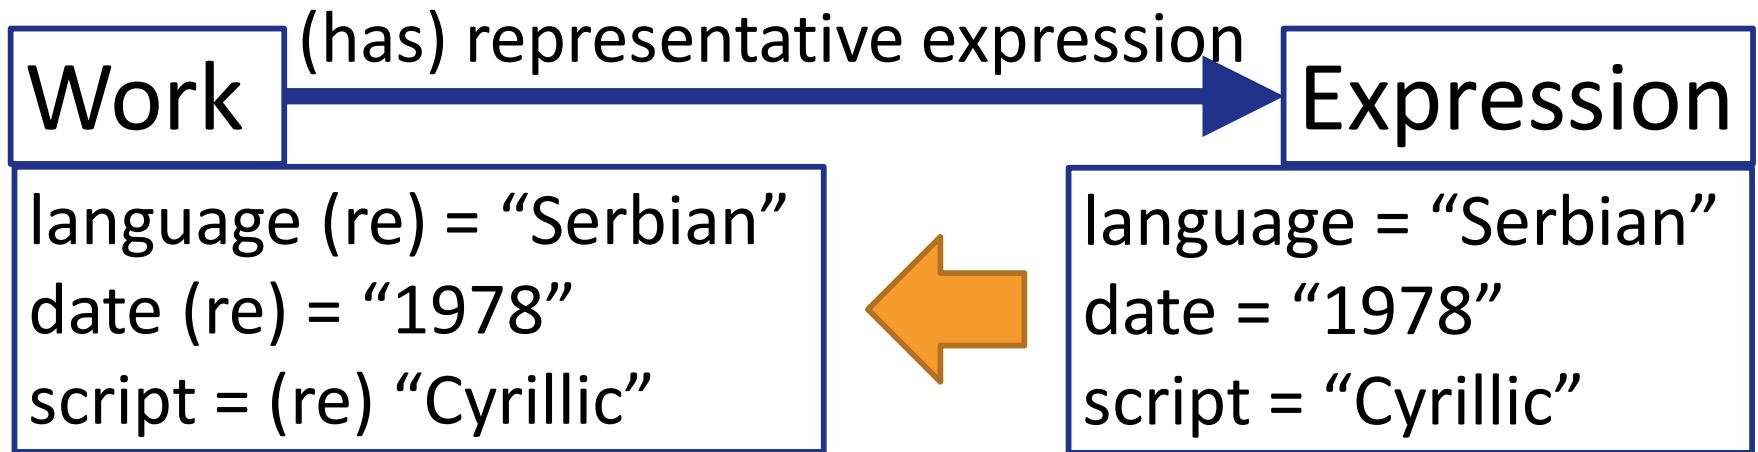 (has) representative expression
Work
Expression
language (re) = “Serbian”
date (re) = “1978”
script = (re) “Cyrillic”
language = “Serbian”
date = “1978”
script = “Cyrillic”